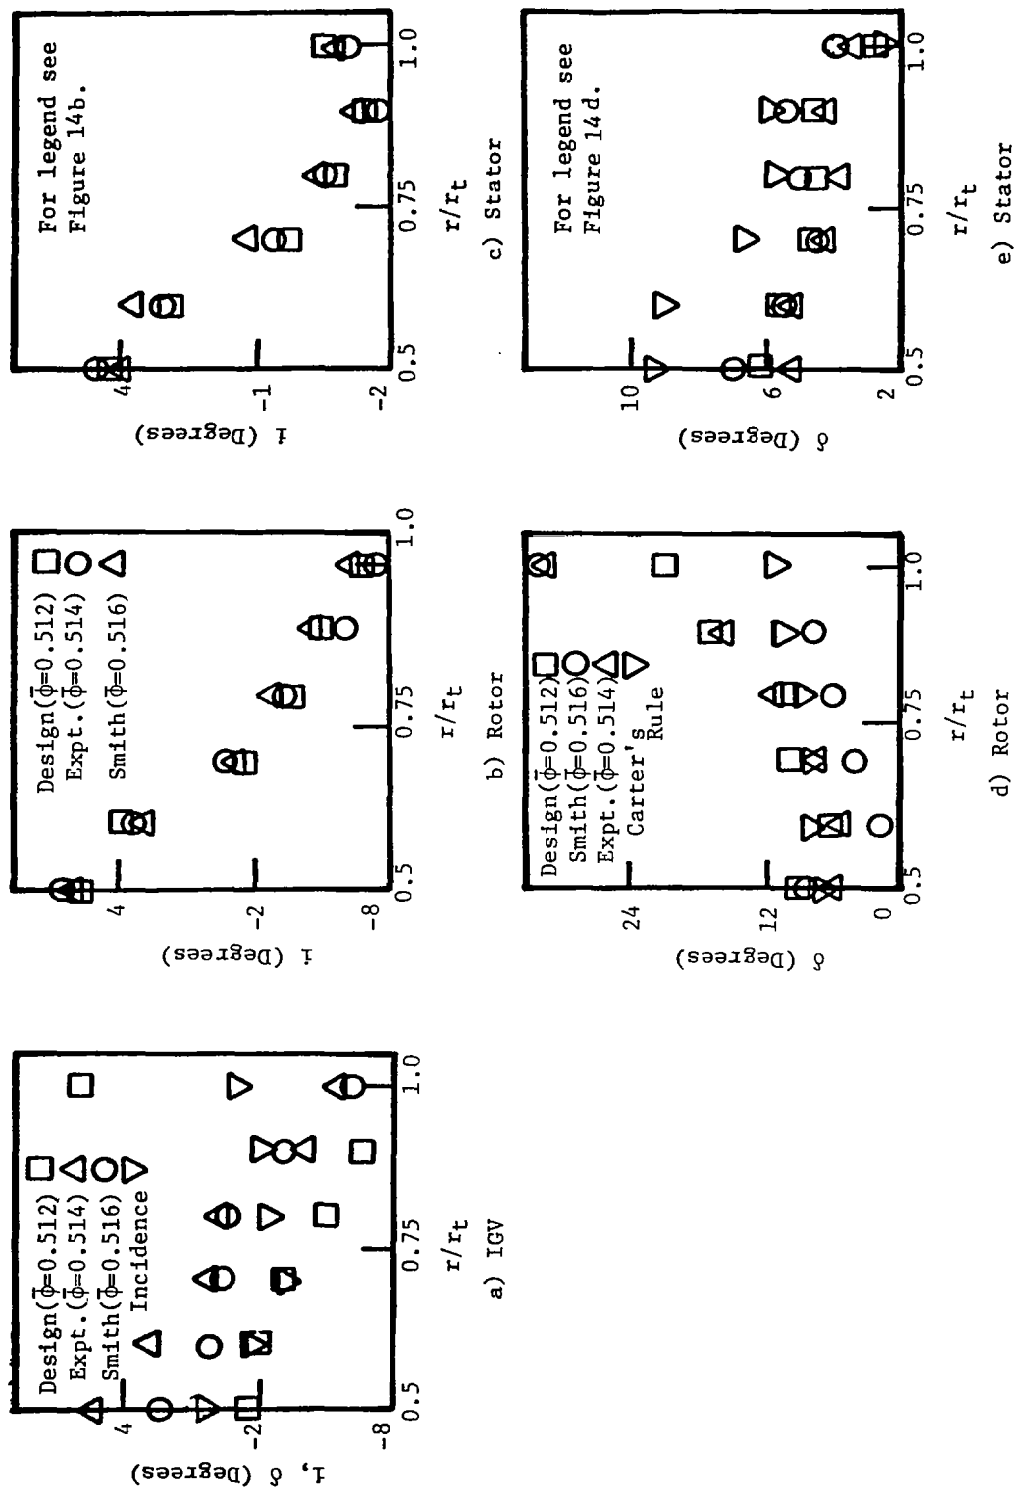 Design(φ̄=0.512)
Expt.(φ̄=0.514)
Smith(φ̄=0.516)
Incidence
4
-2
-8
i, δ (Degrees)
0.5
0.75
1.0
r/rt
a) IGV
Design(φ̄=0.512)
Expt.(φ̄=0.514)
Smith(φ̄=0.516)
4
-2
-8
i (Degrees)
0.5
0.75
1.0
r/rt
b) Rotor
For legend see
Figure 14b.
4
-1
-2
i (Degrees)
0.5
0.75
1.0
r/rt
c) Stator
Design(φ̄=0.512)
Smith(φ̄=0.516)
Expt.(φ̄=0.514)
Carter's
Rule
24
12
0
δ (Degrees)
0.5
0.75
1.0
r/rt
d) Rotor
For legend see
Figure 14d.
10
6
2
δ (Degrees)
0.5
0.75
1.0
r/rt
e) Stator